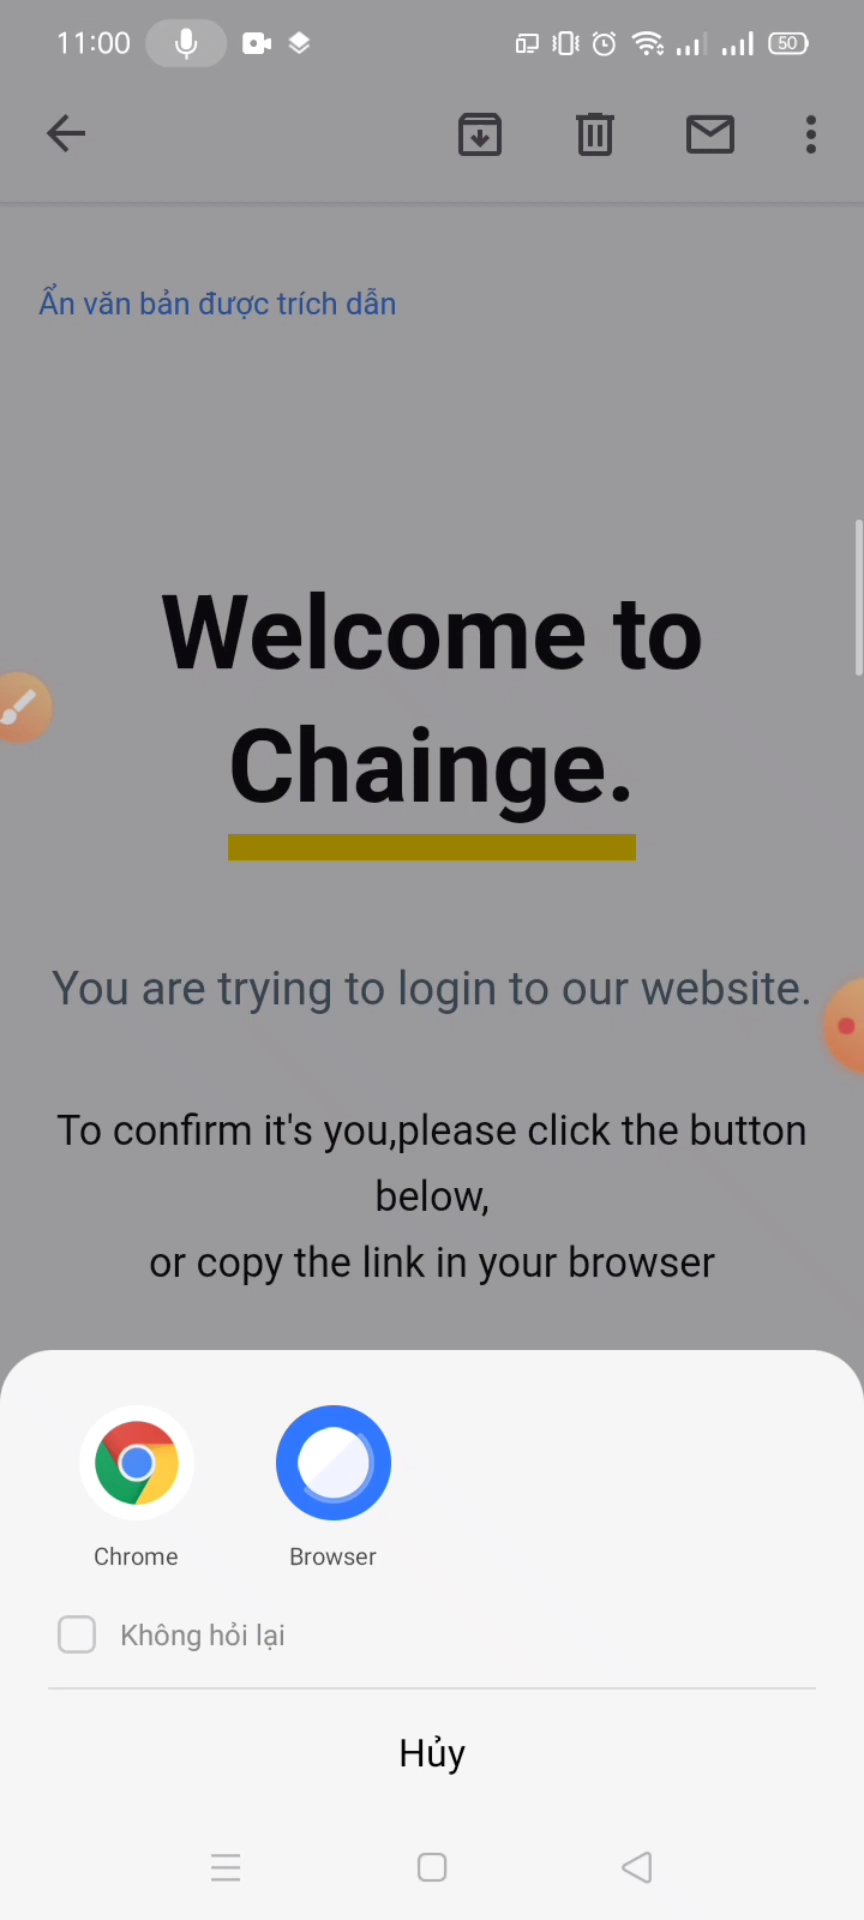 11:00
50
Ẩn văn bản được trích dẫn
Welcome to
Chainge.
You are trying to login to our website.
To confirm it's you,please click the button
below,
or copy the link in your browser
Chrome
Browser
Không hỏi lại
Hủy